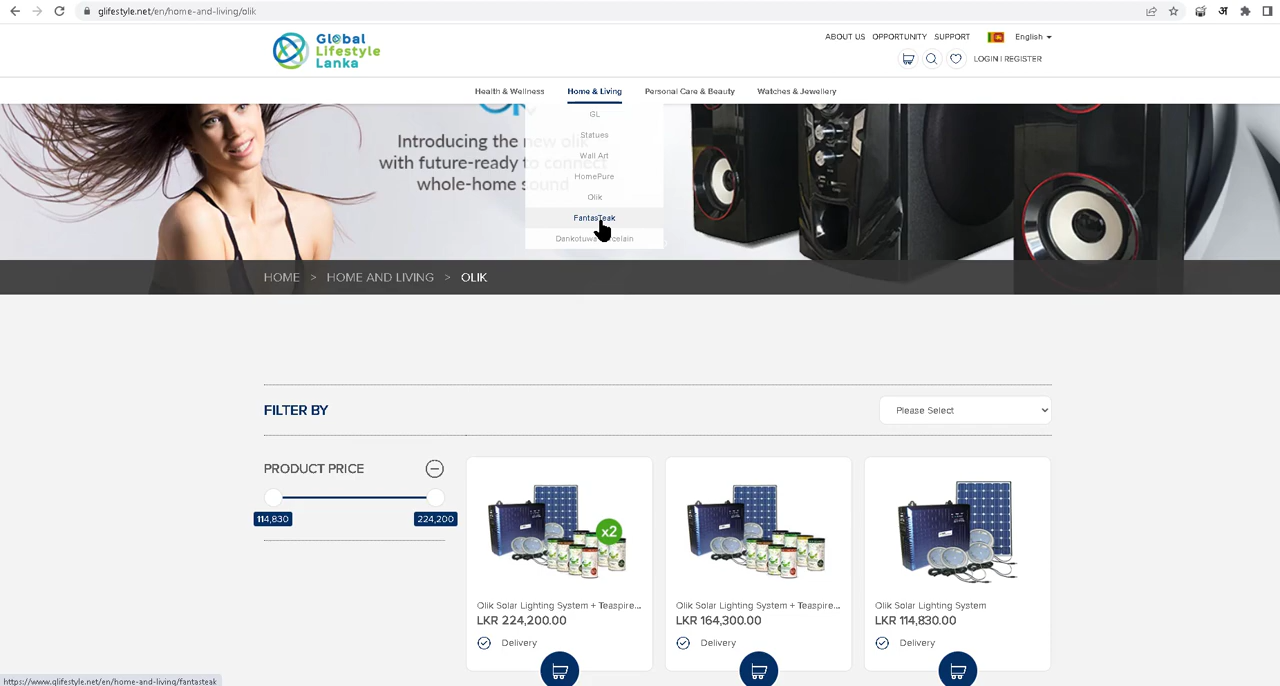 glifestyle.net/en/home-and-living/olik
अ
Global
Lifestyle
Lanka
ABOUT US OPPORTUNITY SUPPORT
English
LOGIN | REGISTER
Health & Wellness Home & Living Personal Care & Beauty Watches & Jewellery
GL
Statues
Wall Art
HomePure
Olik
FantasTeak
Dankotuwa
Introducing the new olik
with future-ready to connect
whole-home sound
HOME > HOME AND LIVING > OLIK
FILTER BY
Please Select
PRODUCT PRICE
114,830 224,200
x2
Olik Solar Lighting System + Teaspire...
LKR 224,200.00
Delivery
Olik Solar Lighting System + Teaspire...
LKR 164,300.00
Delivery
Olik Solar Lighting System
LKR 114,830.00
Delivery
https://www.qlifestyle.net/en/home-and-living/fantasteak